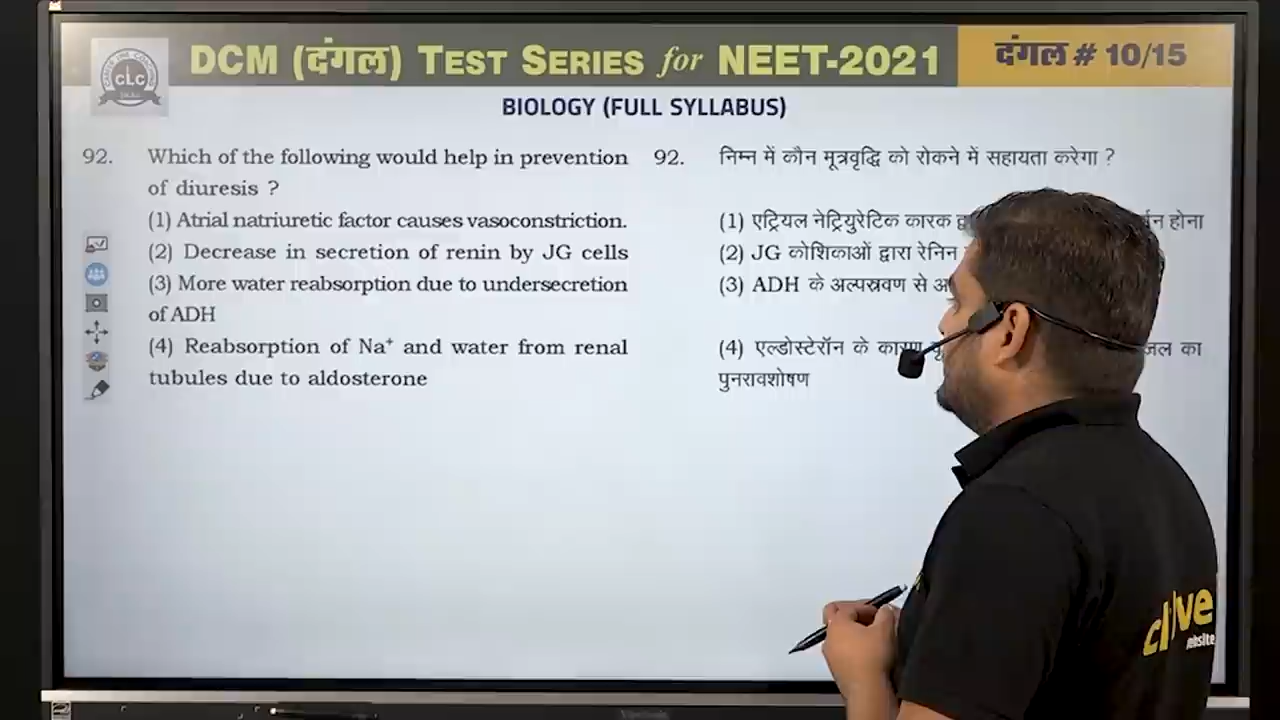 DCM (दंगल) TEST SERIES for NEET-2021
दंगल # 10/15
CLC
BIOLOGY (FULL SYLLABUS)
92. Which of the following would help in prevention
of diuresis ?
(1) Atrial natriuretic factor causes vasoconstriction.
(2) Decrease in secretion of renin by JG cells
(3) More water reabsorption due to undersecretion
of ADH
(4) Reabsorption of Na⁺ and water from renal
tubules due to aldosterone
92. निम्न में कौन मूत्रवृद्धि को रोकने में सहायता करेगा ?
(1) एट्रियल नेट्रियुरेटिक कारक होना
(2) JG कोशिकाओं द्वारा रेनिन
(3) ADH के अल्पस्रवण से
(4) एल्डोस्टेरॉन के कारण जल का
पुनरावशोषण